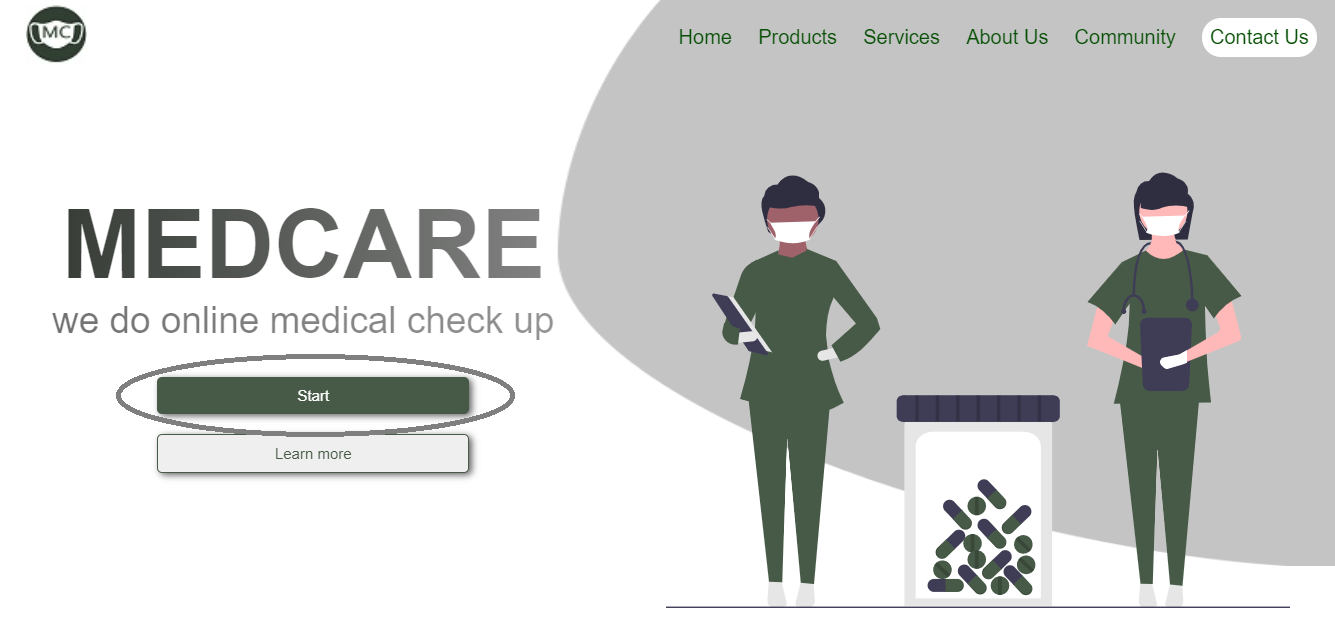 MC
Home Products Services About Us Community Contact Us
MEDCARE
we do online medical check up
Start
Learn more